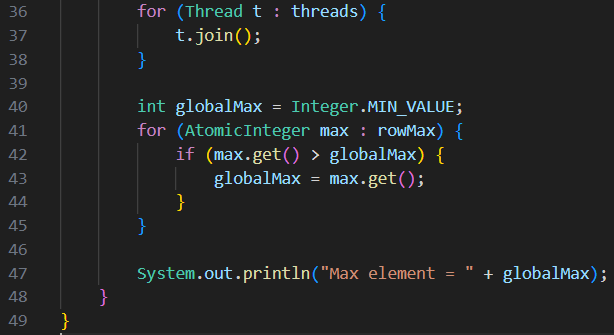 36 for (Thread t : threads) {
37 t.join();
38 }
39
40 int globalMax = Integer.MIN_VALUE;
41 for (AtomicInteger max : rowMax) {
42 if (max.get() > globalMax) {
43 globalMax = max.get();
44 }
45 }
46
47 System.out.println("Max element = " + globalMax);
48 }
49 }